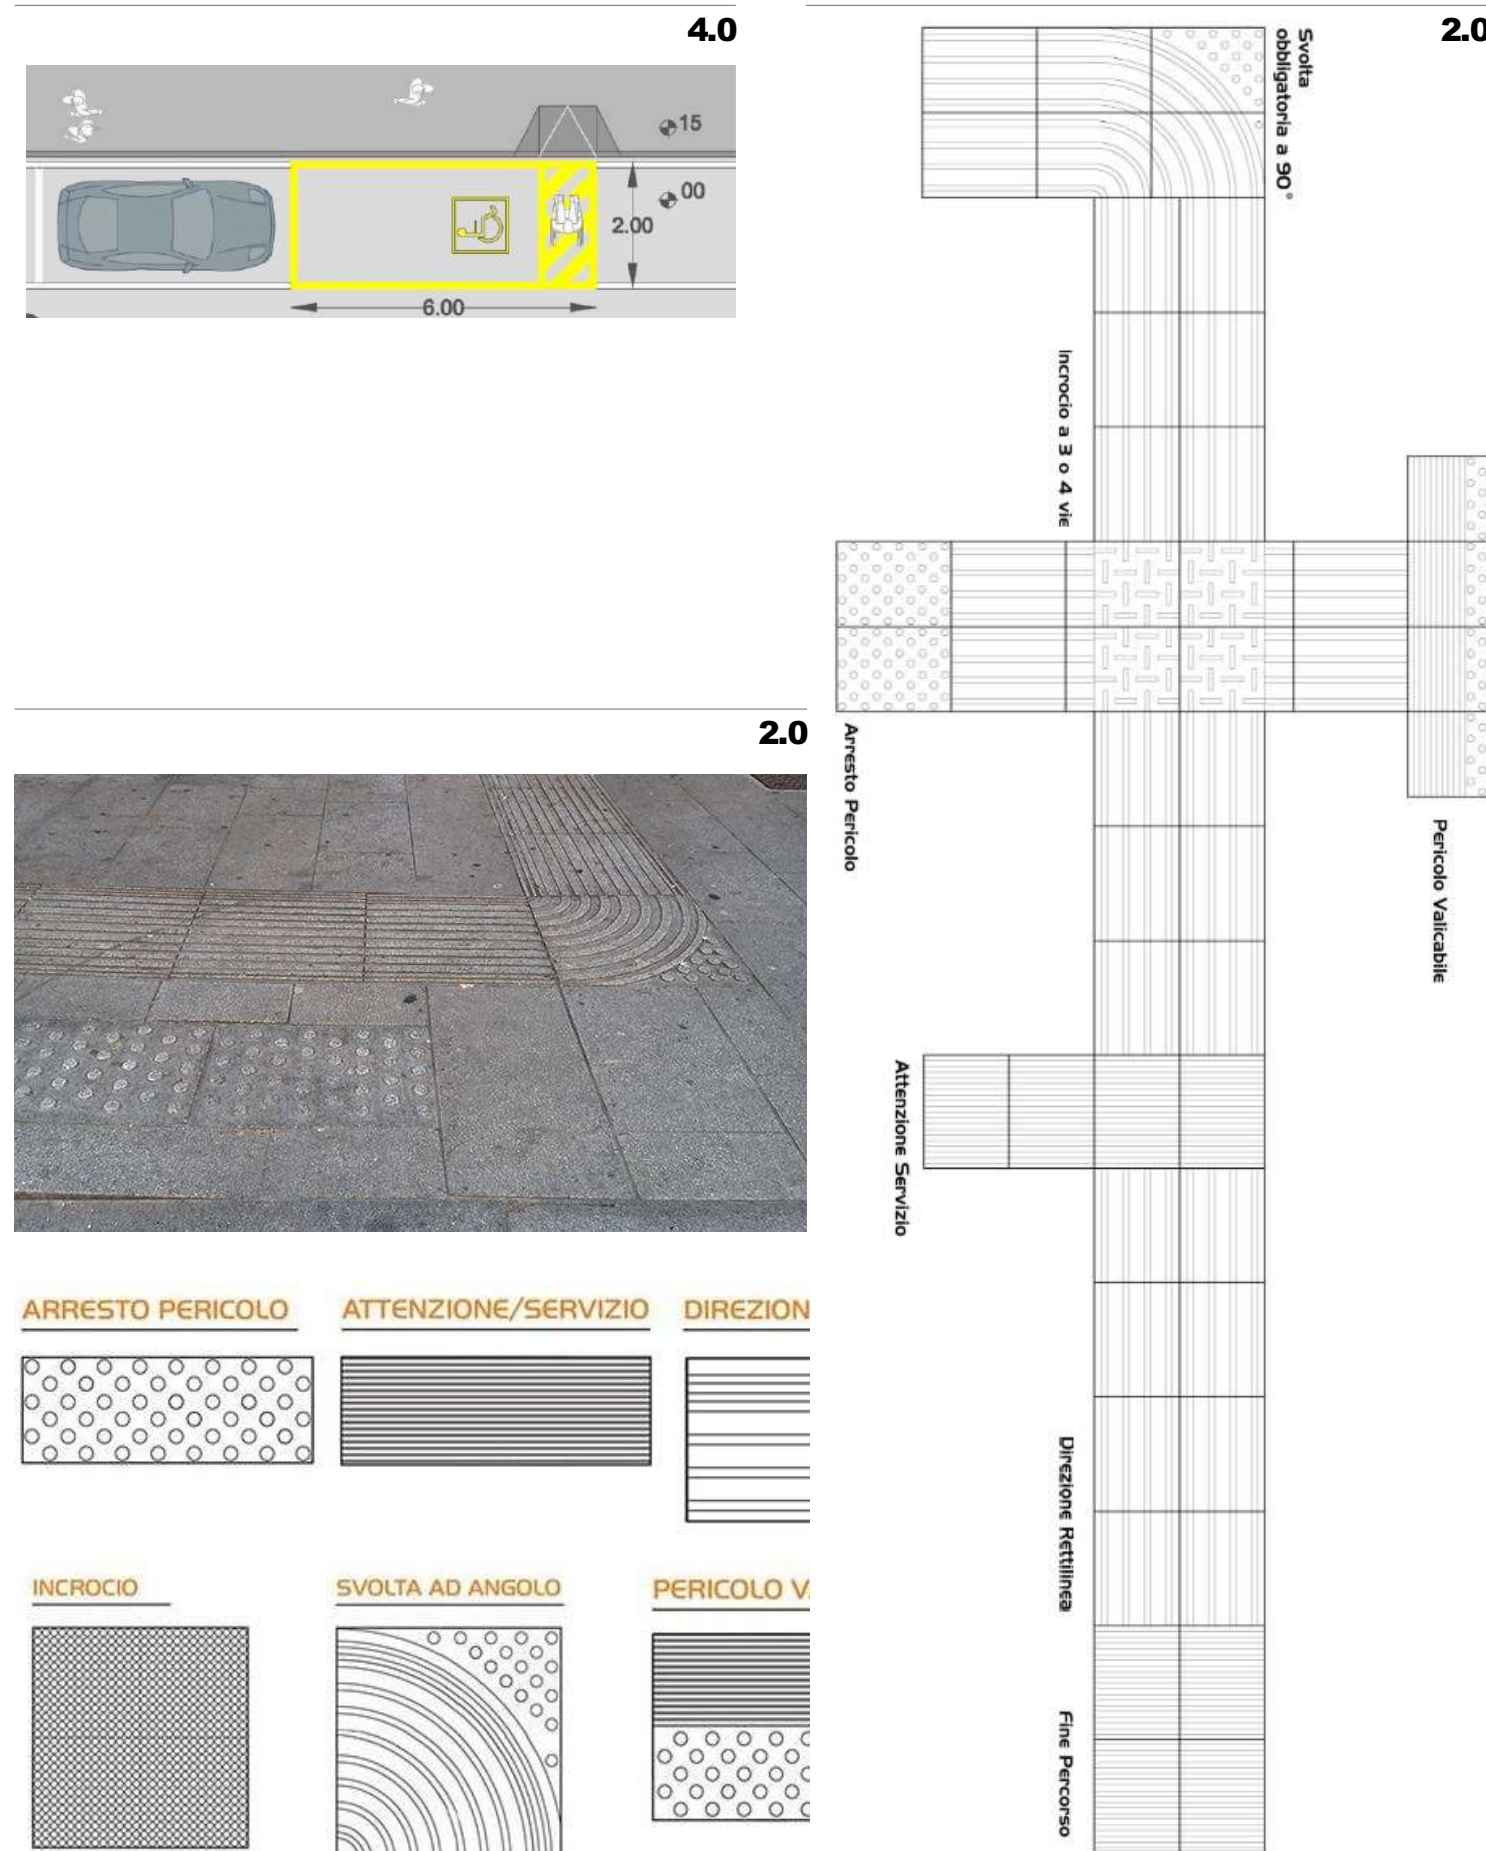 4.0
15
00
2.00
6.00
2.0
ARRESTO PERICOLO
ATTENZIONE/SERVIZIO
DIREZION
INCROCIO
SVOLTA AD ANGOLO
PERICOLO V
2.0
Svolta
obbligatoria a 90°
Incrocio a 3 o 4 vie
Arresto Pericolo
Pericolo Valicabile
Attenzione Servizio
Direzione Rettilinea
Fine Percorso